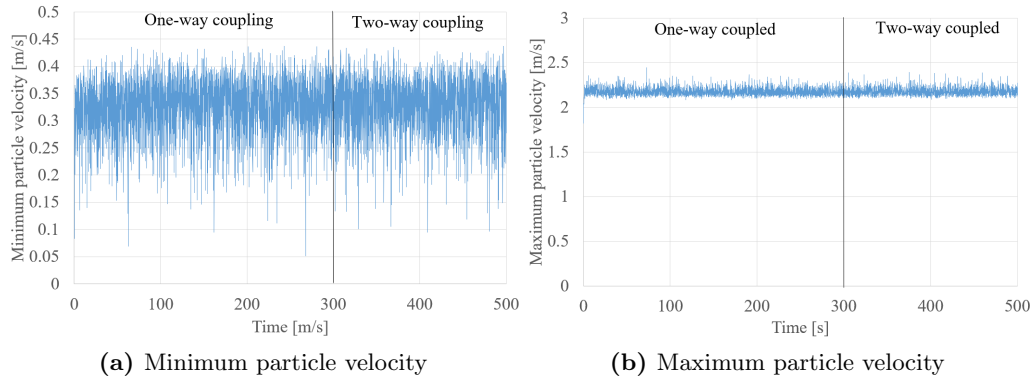 One-way coupling Two-way coupling
Minimum particle velocity [m/s]
0.5
0.45
0.4
0.35
0.3
0.25
0.2
0.15
0.1
0.05
0
0 100 200 300 400 500
Time [m/s]
(a) Minimum particle velocity
One-way coupled Two-way coupled
Maximum particle velocity [m/s]
3
2.5
2
1.5
1
0.5
0
0 100 200 300 400 500
Time [s]
(b) Maximum particle velocity